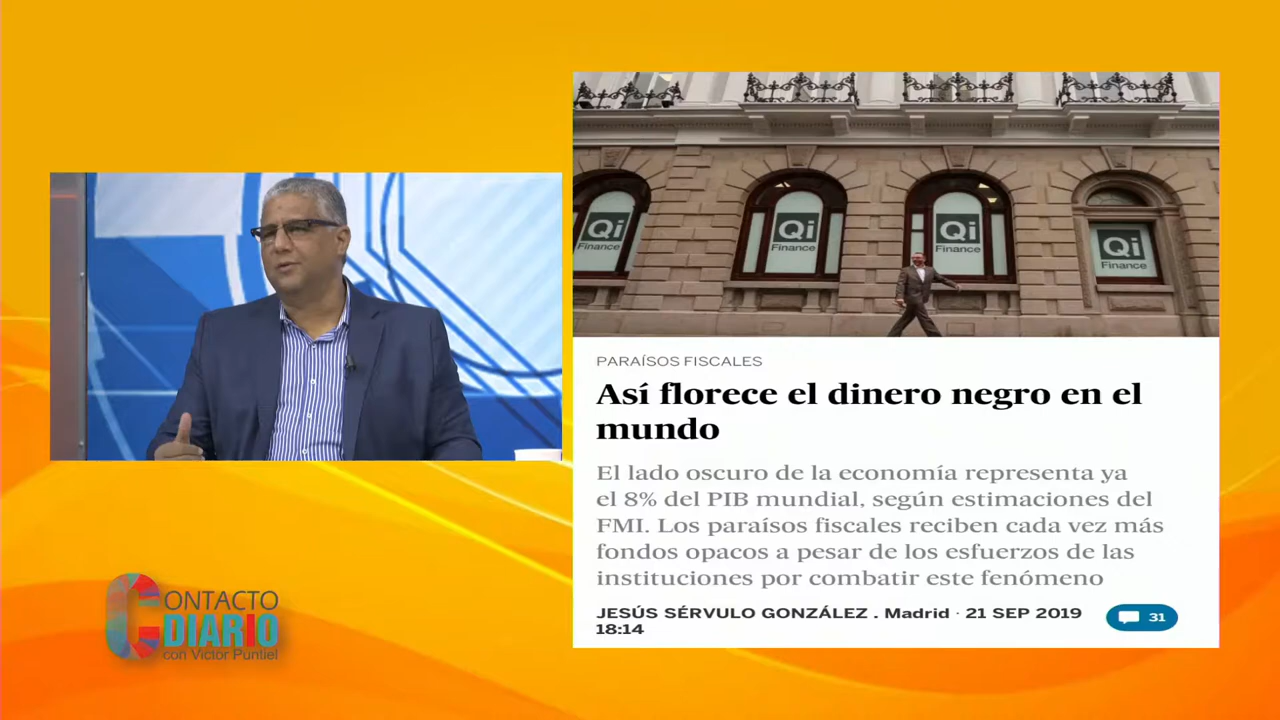 Qi
Finance
Qi
Finance
Qi
Finance
Qi
Finance
PARAÍSOS FISCALES
Así florece el dinero negro en el
mundo
El lado oscuro de la economía representa ya
el 8% del PIB mundial, según estimaciones del
FMI. Los paraísos fiscales reciben cada vez más
fondos opacos a pesar de los esfuerzos de las
instituciones por combatir este fenómeno
JESÚS SÉRVULO GONZÁLEZ . Madrid · 21 SEP 2019
18:14
31
CONTACTO
DIARIO
con Víctor Puntiel